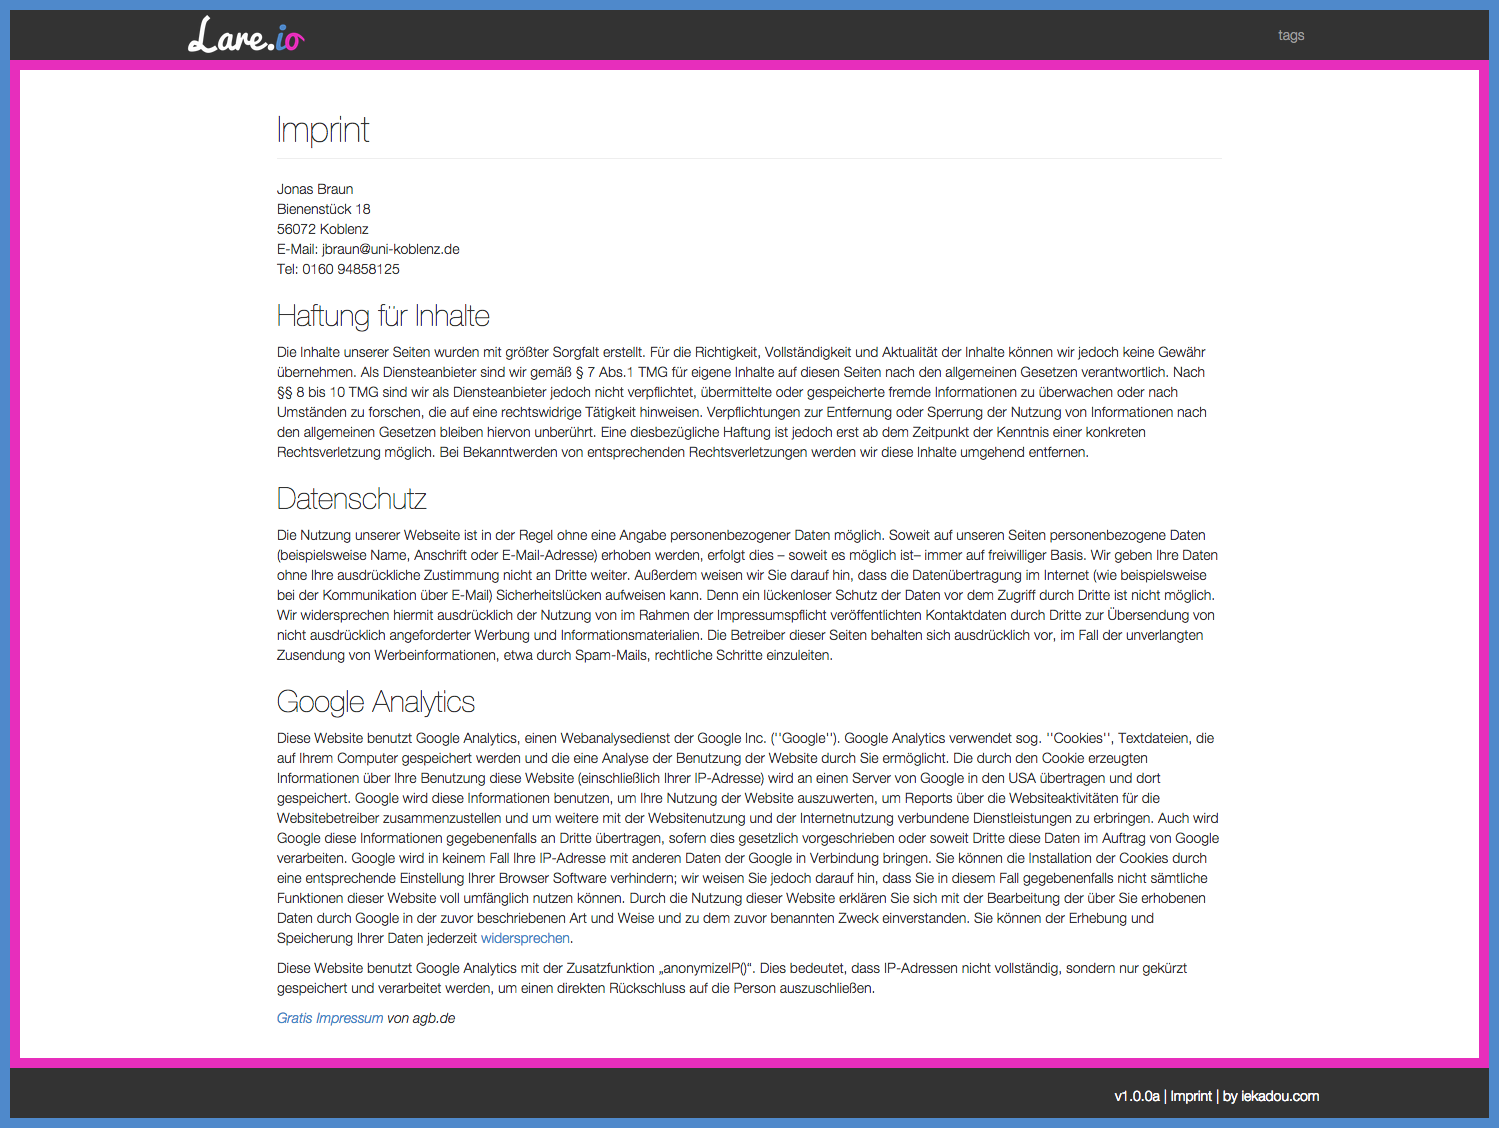 Lare.io
tags
Imprint
Jonas Braun
Bienenstück 18
56072 Koblenz
E-Mail: jbraun@uni-koblenz.de
Tel: 0160 94858125
Haftung für Inhalte
Die Inhalte unserer Seiten wurden mit größter Sorgfalt erstellt. Für die Richtigkeit, Vollständigkeit und Aktualität der Inhalte können wir jedoch keine Gewähr
übernehmen. Als Diensteanbieter sind wir gemäß § 7 Abs.1 TMG für eigene Inhalte auf diesen Seiten nach den allgemeinen Gesetzen verantwortlich. Nach
§§ 8 bis 10 TMG sind wir als Diensteanbieter jedoch nicht verpflichtet, übermittelte oder gespeicherte fremde Informationen zu überwachen oder nach
Umständen zu forschen, die auf eine rechtswidrige Tätigkeit hinweisen. Verpflichtungen zur Entfernung oder Sperrung der Nutzung von Informationen nach
den allgemeinen Gesetzen bleiben hiervon unberührt. Eine diesbezügliche Haftung ist jedoch erst ab dem Zeitpunkt der Kenntnis einer konkreten
Rechtsverletzung möglich. Bei Bekanntwerden von entsprechenden Rechtsverletzungen werden wir diese Inhalte umgehend entfernen.
Datenschutz
Die Nutzung unserer Webseite ist in der Regel ohne eine Angabe personenbezogener Daten möglich. Soweit auf unseren Seiten personenbezogene Daten
(beispielsweise Name, Anschrift oder E-Mail-Adresse) erhoben werden, erfolgt dies – soweit es möglich ist– immer auf freiwilliger Basis. Wir geben Ihre Daten
ohne Ihre ausdrückliche Zustimmung nicht an Dritte weiter. Außerdem weisen wir Sie darauf hin, dass die Datenübertragung im Internet (wie beispielsweise
bei der Kommunikation über E-Mail) Sicherheitslücken aufweisen kann. Denn ein lückenloser Schutz der Daten vor dem Zugriff durch Dritte ist nicht möglich.
Wir widersprechen hiermit ausdrücklich der Nutzung von im Rahmen der Impressumspflicht veröffentlichten Kontaktdaten durch Dritte zur Übersendung von
nicht ausdrücklich angeforderter Werbung und Informationsmaterialien. Die Betreiber dieser Seiten behalten sich ausdrücklich vor, im Fall der unverlangten
Zusendung von Werbeinformationen, etwa durch Spam-Mails, rechtliche Schritte einzuleiten.
Google Analytics
Diese Website benutzt Google Analytics, einen Webanalysedienst der Google Inc. (''Google''). Google Analytics verwendet sog. ''Cookies'', Textdateien, die
auf Ihrem Computer gespeichert werden und die eine Analyse der Benutzung der Website durch Sie ermöglicht. Die durch den Cookie erzeugten
Informationen über Ihre Benutzung diese Website (einschließlich Ihrer IP-Adresse) wird an einen Server von Google in den USA übertragen und dort
gespeichert. Google wird diese Informationen benutzen, um Ihre Nutzung der Website auszuwerten, um Reports über die Websiteaktivitäten für die
Websitebetreiber zusammenzustellen und um weitere mit der Websitenutzung und der Internetnutzung verbundene Dienstleistungen zu erbringen. Auch wird
Google diese Informationen gegebenenfalls an Dritte übertragen, sofern dies gesetzlich vorgeschrieben oder soweit Dritte diese Daten im Auftrag von Google
verarbeiten. Google wird in keinem Fall Ihre IP-Adresse mit anderen Daten der Google in Verbindung bringen. Sie können die Installation der Cookies durch
eine entsprechende Einstellung Ihrer Browser Software verhindern; wir weisen Sie jedoch darauf hin, dass Sie in diesem Fall gegebenenfalls nicht sämtliche
Funktionen dieser Website voll umfänglich nutzen können. Durch die Nutzung dieser Website erklären Sie sich mit der Bearbeitung der über Sie erhobenen
Daten durch Google in der zuvor beschriebenen Art und Weise und zu dem zuvor benannten Zweck einverstanden. Sie können der Erhebung und
Speicherung Ihrer Daten jederzeit widersprechen.
Diese Website benutzt Google Analytics mit der Zusatzfunktion „anonymizeIP()“. Dies bedeutet, dass IP-Adressen nicht vollständig, sondern nur gekürzt
gespeichert und verarbeitet werden, um einen direkten Rückschluss auf die Person auszuschließen.
Gratis Impressum von agb.de
v1.0.0a | Imprint | by iekadou.com